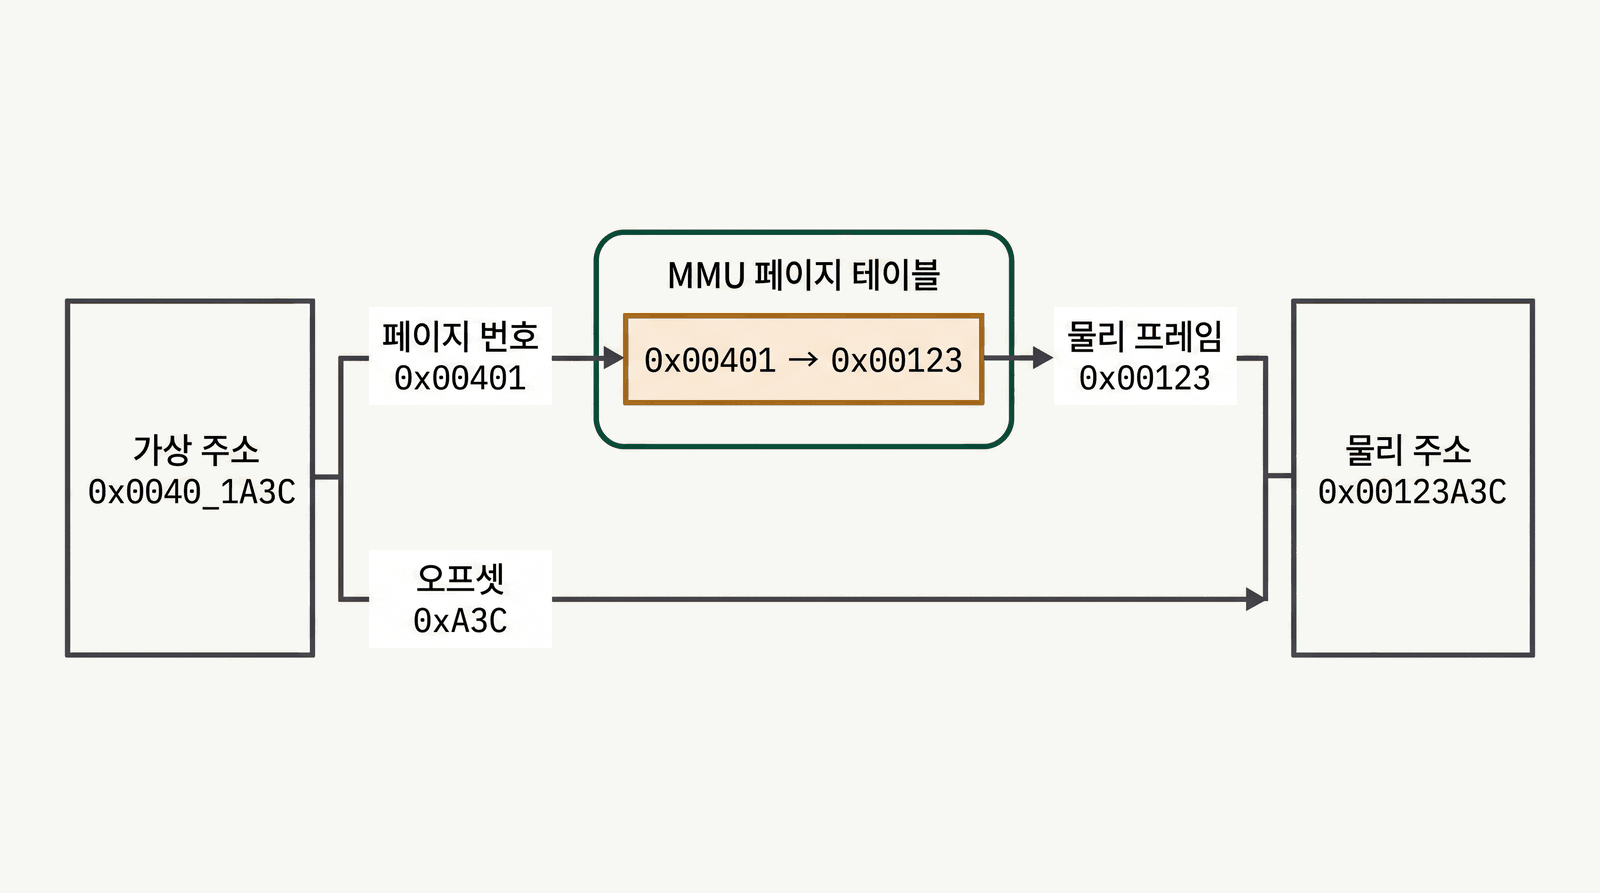 MMU 페이지 테이블
페이지 번호
0x00401
0x00401 → 0x00123
물리 프레임
0x00123
가상 주소
0x0040_1A3C
물리 주소
0x00123A3C
오프셋
0xA3C